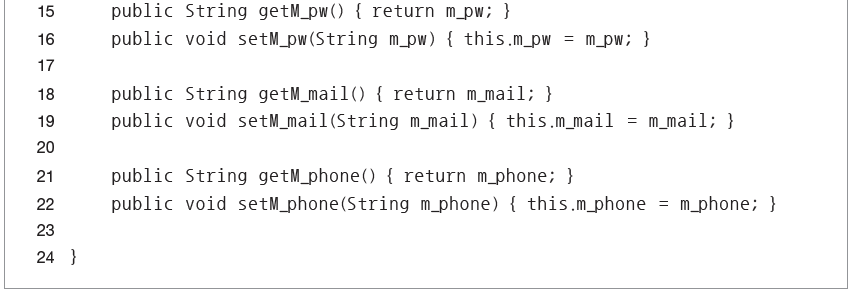 15 public String getM_pw() { return m_pw; }
16 public void setM_pw(String m_pw) { this.m_pw = m_pw; }
17
18 public String getM_mail() { return m_mail; }
19 public void setM_mail(String m_mail) { this.m_mail = m_mail; }
20
21 public String getM_phone() { return m_phone; }
22 public void setM_phone(String m_phone) { this.m_phone = m_phone; }
23
24 }